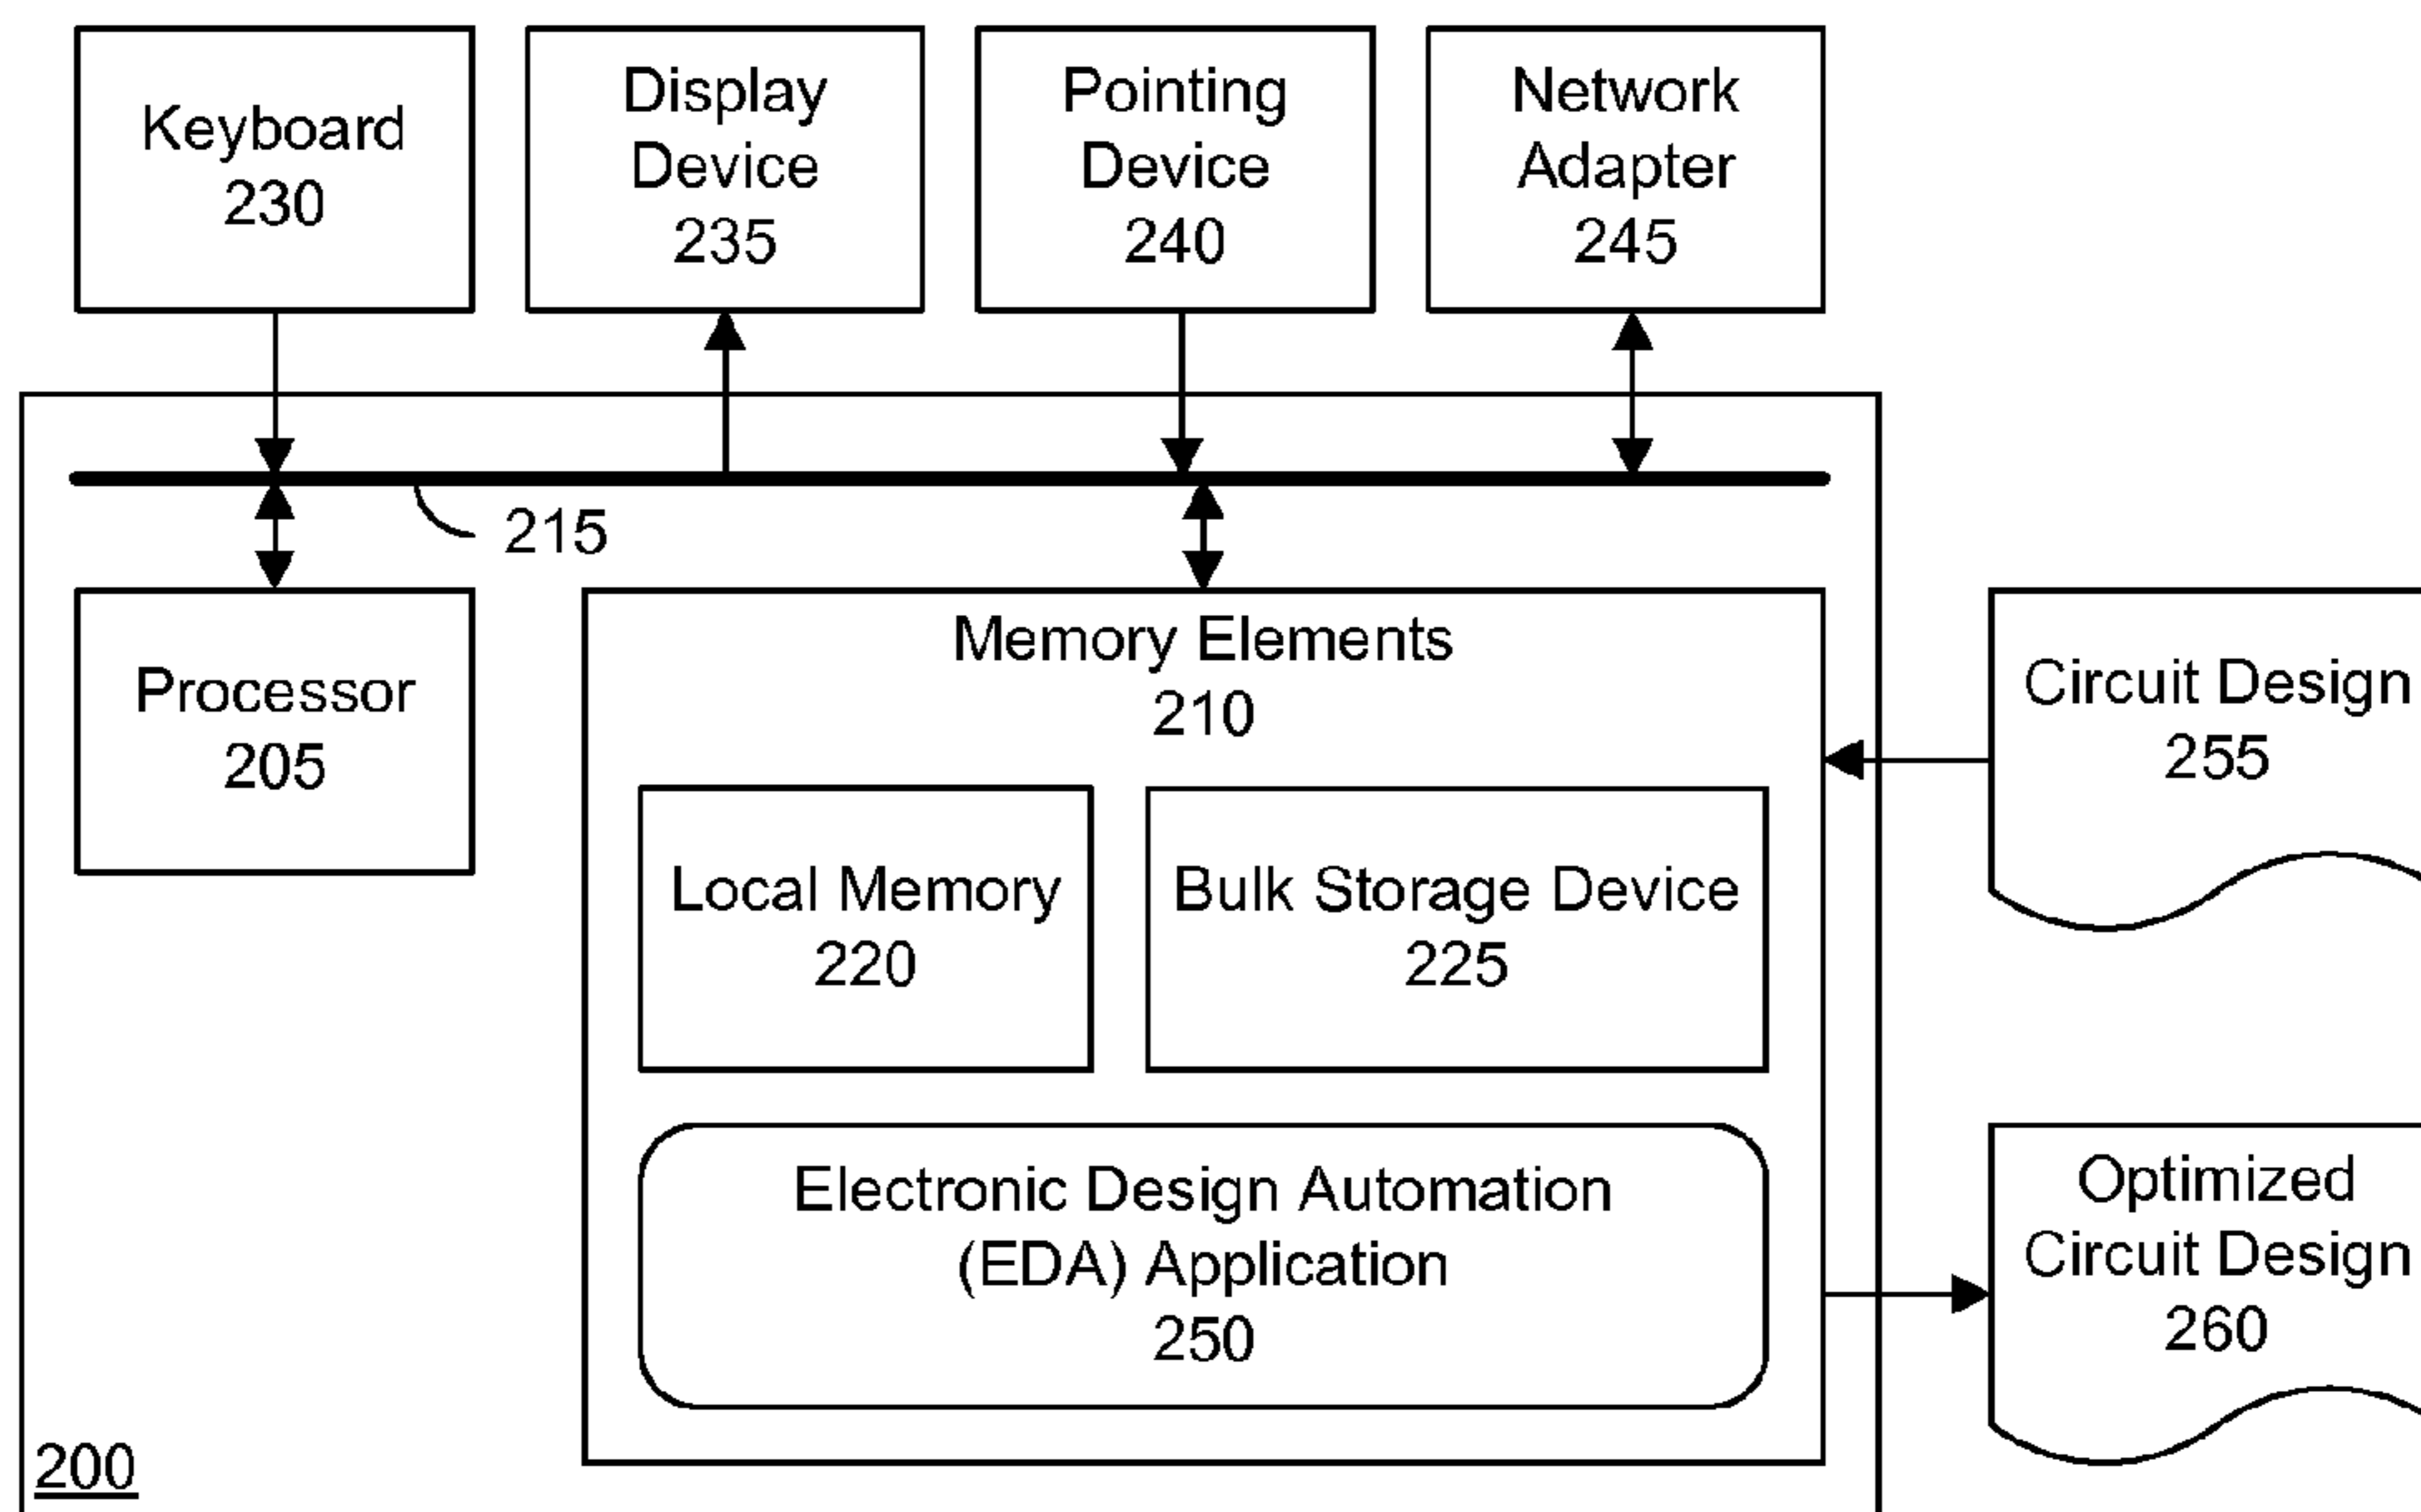 Keyboard
230
Display
Device
235
Pointing
Device
240
Network
Adapter
245
215
Processor
205
Memory Elements
210
Local Memory
220
Bulk Storage Device
225
Electronic Design Automation
(EDA) Application
250
Circuit Design
255
Optimized
Circuit Design
260
200